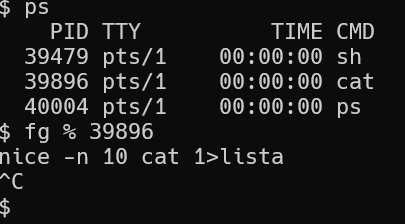 $ ps
    PID TTY          TIME CMD
  39479 pts/1    00:00:00 sh
  39896 pts/1    00:00:00 cat
  40004 pts/1    00:00:00 ps
$ fg % 39896
nice -n 10 cat 1>lista
^C
$